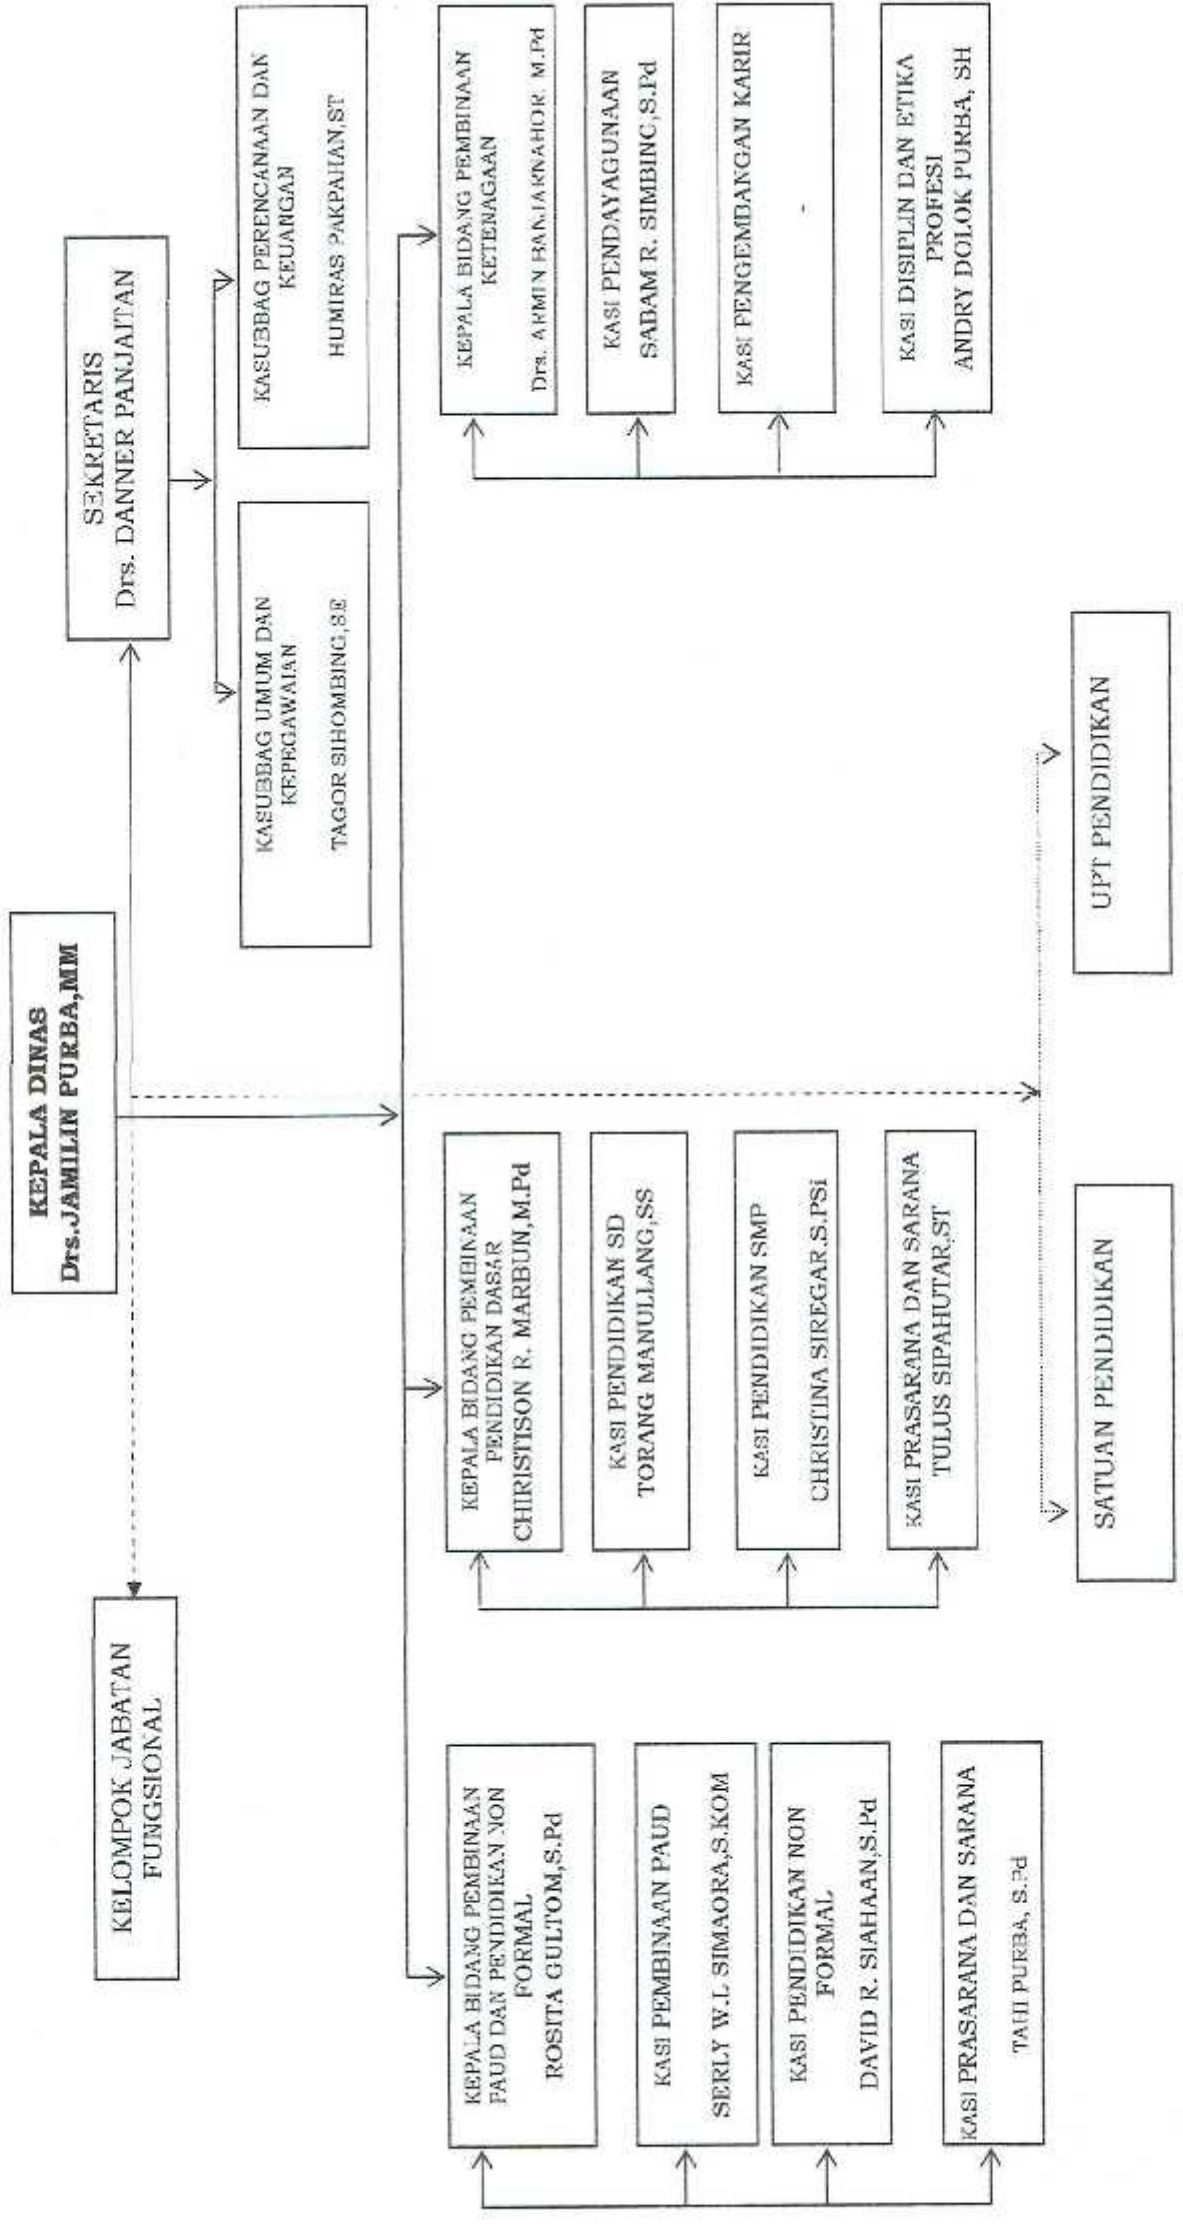 KEPALA DINAS
Drs.JAMILIN PURBA,MM
KELOMPOK JABATAN
FUNGSIONAL
SEKRETARIS
Drs. DANNER PANJAITAN
KASUBBAG UMUM DAN
KEPEGAWAIAN
TAGOR SIHOMBING,SE
KASUBBAG PERENCANAAN DAN
KEUANGAN
HUMIRAS PAKPAHAN,ST
KEPALA BIDANG PEMBINAAN
PAUD DAN PENDIDIKAN NON
FORMAL
ROSITA GULTOM,S.Pd
KASI PEMBINAAN PAUD
SERLY W.L SIMAORA,S.KOM
KASI PENDIDIKAN NON
FORMAL
DAVID R. SIAHAAN,S.Pd
KASI PRASARANA DAN SARANA
TAHI PURBA, S.Pd
KEPALA BIDANG PEMBINAAN
PENDIDIKAN DASAR
CHIRISTISON R. MARBUN,M.Pd
KASI PENDIDIKAN SD
TORANG MANULLANG,SS
KASI PENDIDIKAN SMP
CHRISTINA SIREGAR.S.PSi
KASI PRASARANA DAN SARANA
TULUS SIPAHUTAR,ST
KEPALA BIDANG PEMBINAAN
KETENAGAAN
Drs. ARMIN BANJARNAHOR. M.Pd
KASI PENDAYAGUNAAN
SABAM R. SIMBINC,S.Pd
KASI PENGEMBANGAN KARIR
-
KASI DISIPLIN DAN ETIKA
PROFESI
ANDRY DOLOK PURBA, SH
SATUAN PENDIDIKAN
UPT PENDIDIKAN